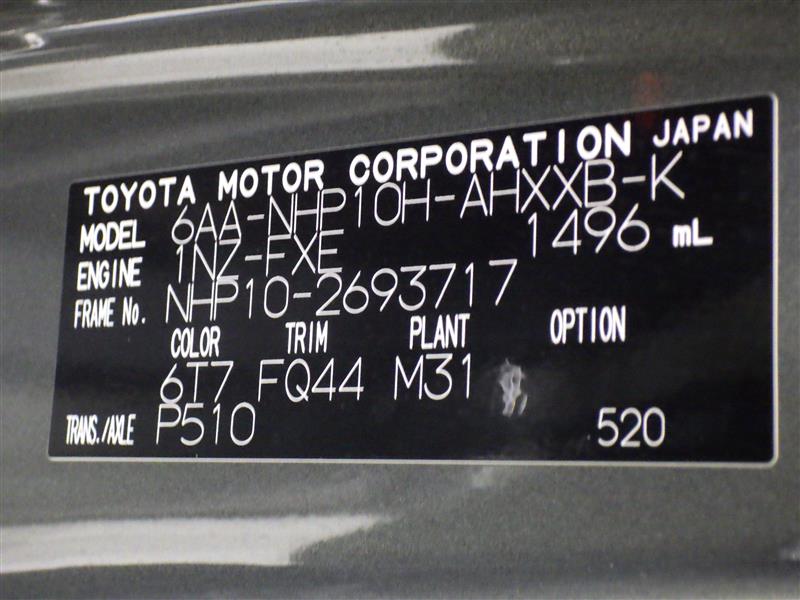 TOYOTA MOTOR CORPORATION JAPAN
MODEL 6AA-NHP10H-AHXXB-K
ENGINE 1NZ-FXE 1496 mL
FRAME No. NHP10-2693717
COLOR TRIM PLANT OPTION
6T7 FQ44 M31
TRANS./AXLE P510 520